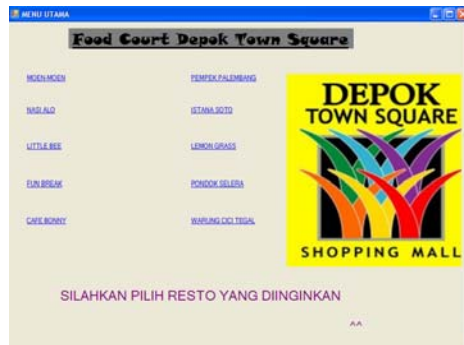 MENU UTAMA
Food Court Depok Town Square
MOEN-MOEN
NASI ALO
LITTLE BEE
FUN BREAK
CAFE BONNY
PEMPEK PALEMBANG
ISTANA SOTO
LEMON GRASS
PONDOK SELERA
WARUNG CICI TEGAL
DEPOK
TOWN SQUARE
SHOPPING MALL
SILAHKAN PILIH RESTO YANG DIINGINKAN
^^